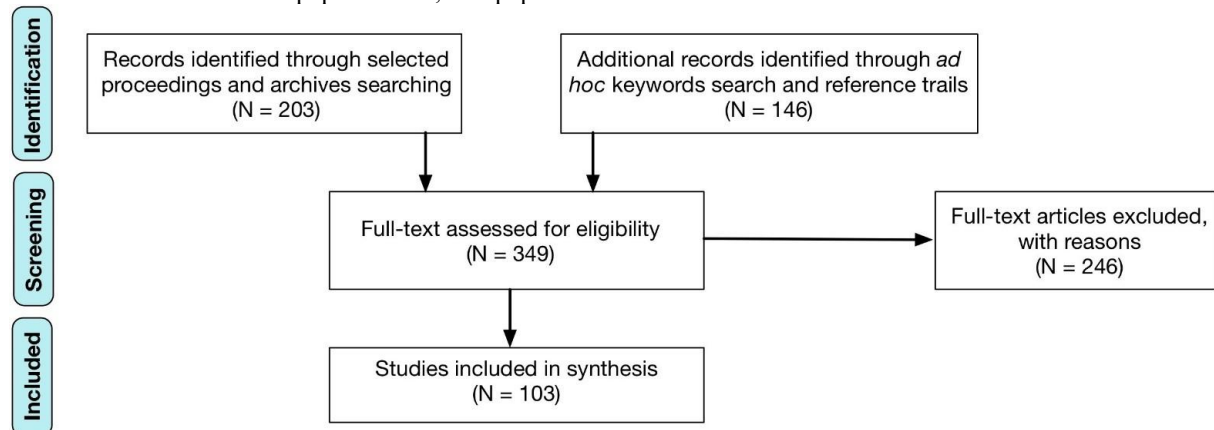 Identification
Records identified through selected
proceedings and archives searching
(N = 203)
Additional records identified through ad
hoc keywords search and reference trails
(N = 146)
Screening
Full-text assessed for eligibility
(N = 349)
Full-text articles excluded,
with reasons
(N = 246)
Included
Studies included in synthesis
(N = 103)